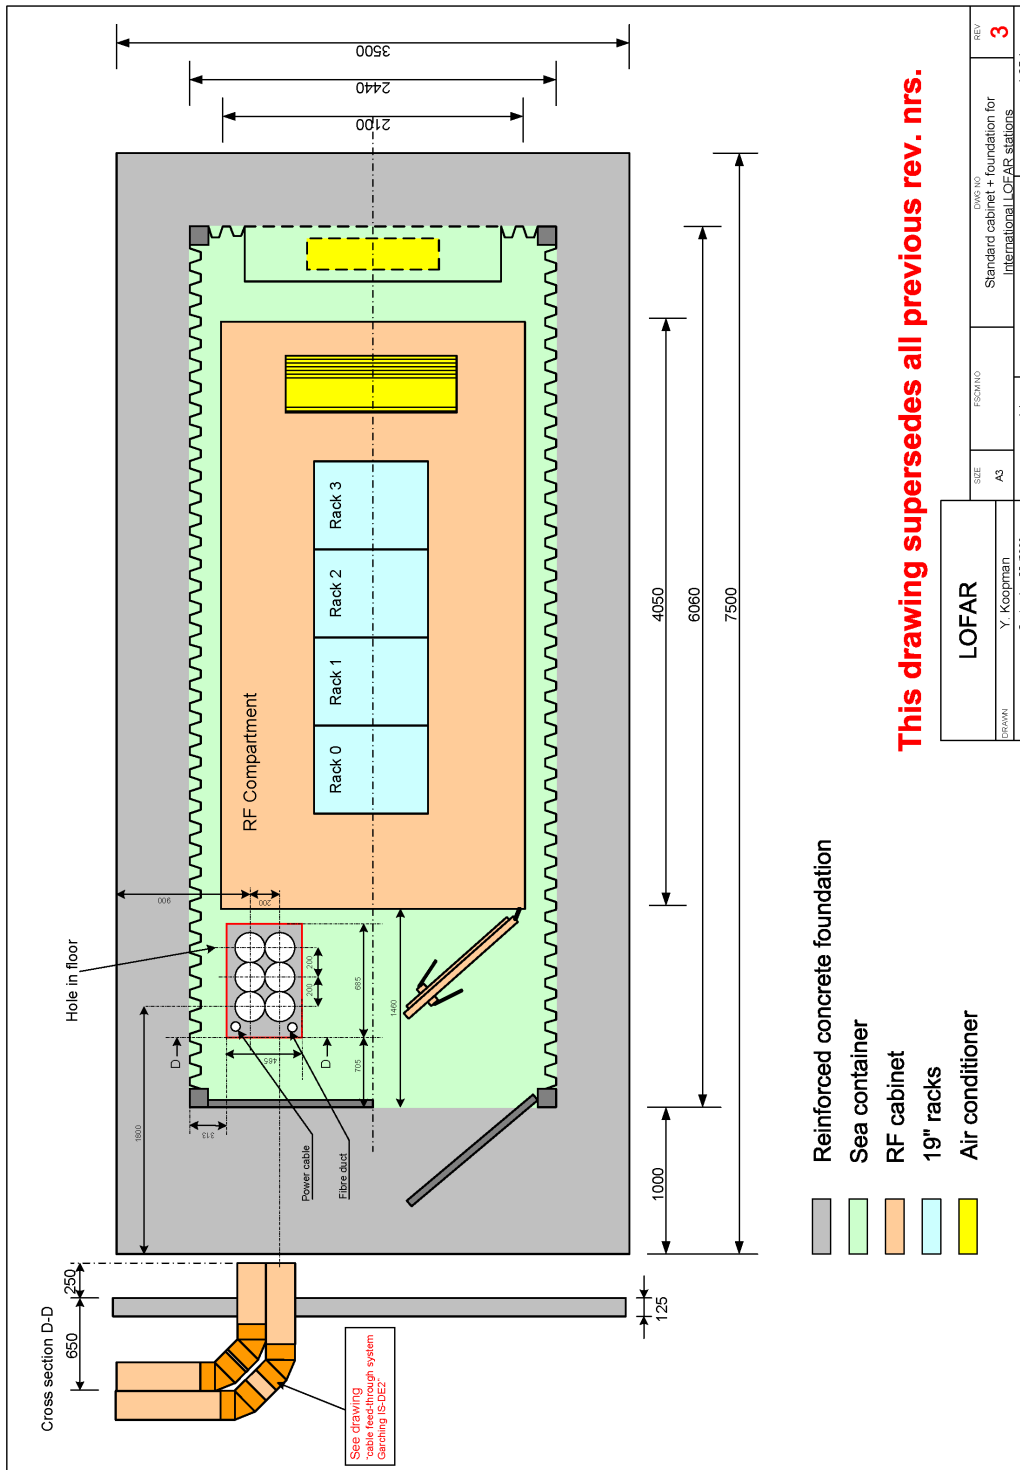 3500
2440
2100
Rack 3
Rack 2
Rack 1
Rack 0
RF Compartment
4050
6060
7500
1000
Hole in floor
900
200
200
200
685
1460
705
465
D
D
313
1800
Power cable
Fibre duct
Cross section D-D
250
650
125
See drawing
"cable feed-through system
Garching IS-DE2"
Reinforced concrete foundation
Sea container
RF cabinet
19" racks
Air conditioner
This drawing supersedes all previous rev. nrs.
LOFAR
DRAWN
Y. Koopman
SIZE
A3
FSCM NO
DWG NO
Standard cabinet + foundation for
International LOFAR stations
REV
3